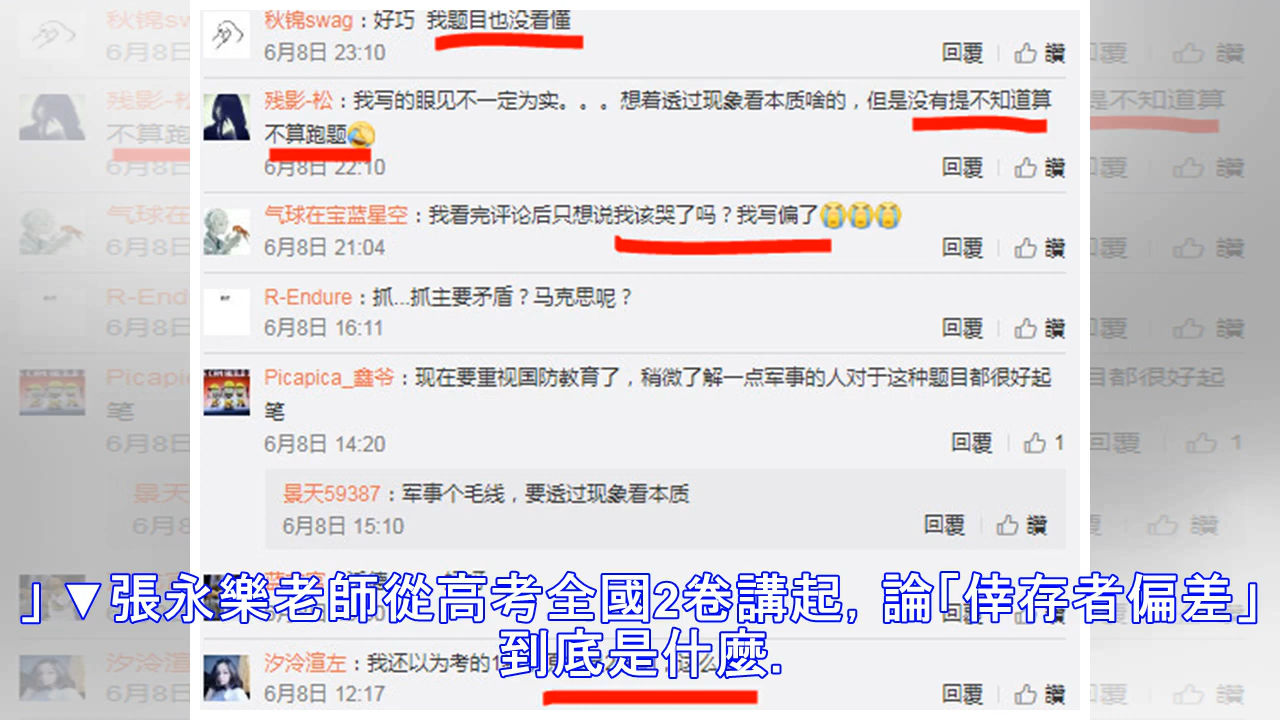 秋锦swag：好巧 我题目也没看懂
6月8日 23:10
回覆 讚
残影-松：我写的眼见不一定为实。。。想着透过现象看本质啥的，但是没有提不知道算
不算跑题
6月8日 22:10
回覆 讚
气球在宝蓝星空：我看完评论后只想说我该哭了吗？我写偏了
6月8日 21:04
回覆 讚
R-Endure：抓...抓主要矛盾？马克思呢？
6月8日 16:11
回覆 讚
Picapica_鑫爷：现在要重视国防教育了，稍微了解一点军事的人对于这种题目都很好起
笔
6月8日 14:20
回覆 1
景天59387：军事个毛线，要透过现象看本质
6月8日 15:10
回覆 讚
」▼張永樂老師從高考全國2卷講起, 論「倖存者偏差」
到底是什麼.
汐泠渲左：我还以为考的1
6月8日 12:17
回覆 讚